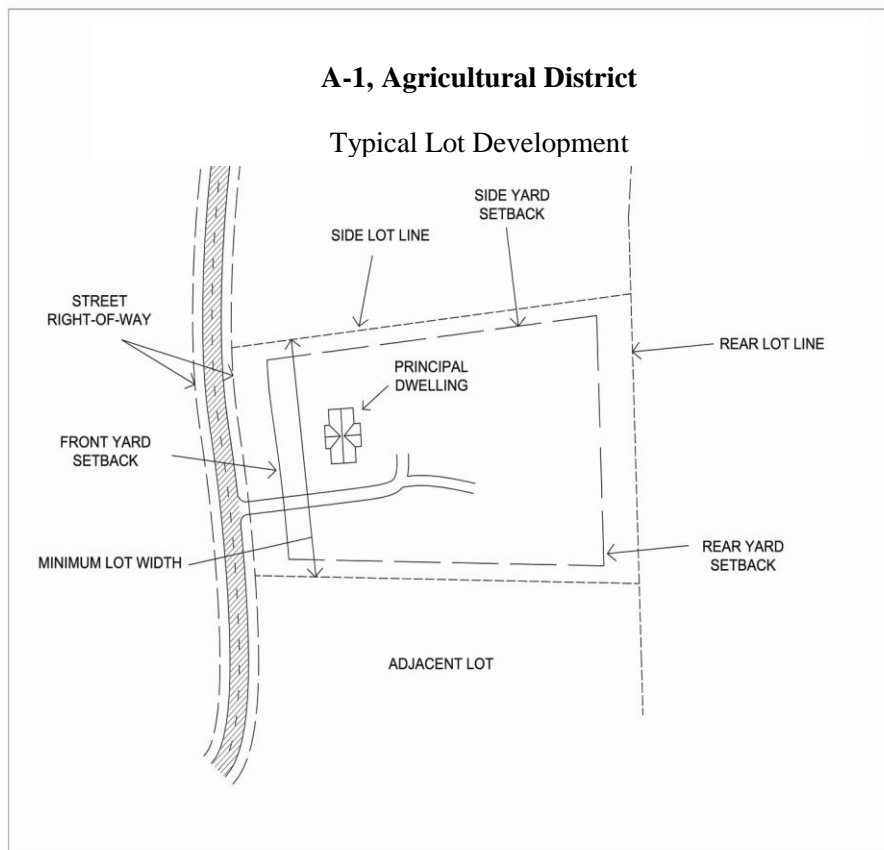 A-1, Agricultural District
Typical Lot Development
SIDE YARD
SETBACK
SIDE LOT LINE
STREET
RIGHT-OF-WAY
REAR LOT LINE
PRINCIPAL
DWELLING
FRONT YARD
SETBACK
MINIMUM LOT WIDTH
REAR YARD
SETBACK
ADJACENT LOT